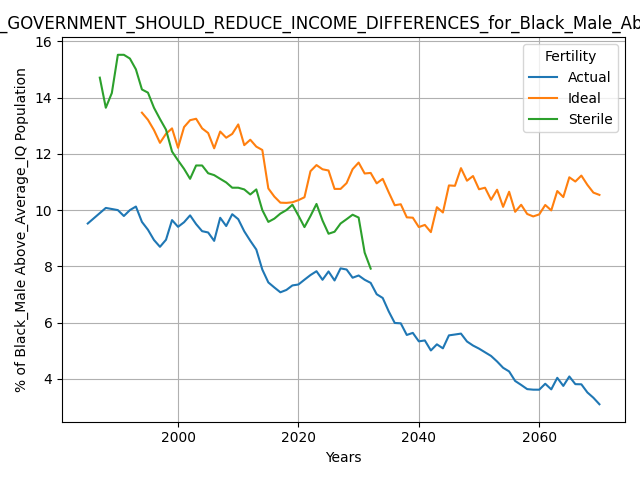 _GOVERNMENT_SHOULD_REDUCE_INCOME_DIFFERENCES_for_Black_Male_Ab
% of Black_Male Above_Average_IQ Population
16
14
12
10
8
6
4
Fertility
Actual
Ideal
Sterile
2000 2020 2040 2060
Years